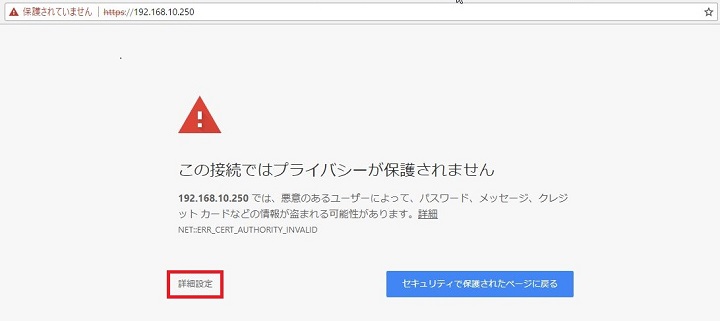 保護されていません | https://192.168.10.250
この接続ではプライバシーが保護されません
192.168.10.250 では、悪意のあるユーザーによって、パスワード、メッセージ、クレジ
ット カードなどの情報が盗まれる可能性があります。詳細
NET::ERR_CERT_AUTHORITY_INVALID
詳細設定
セキュリティで保護されたページに戻る